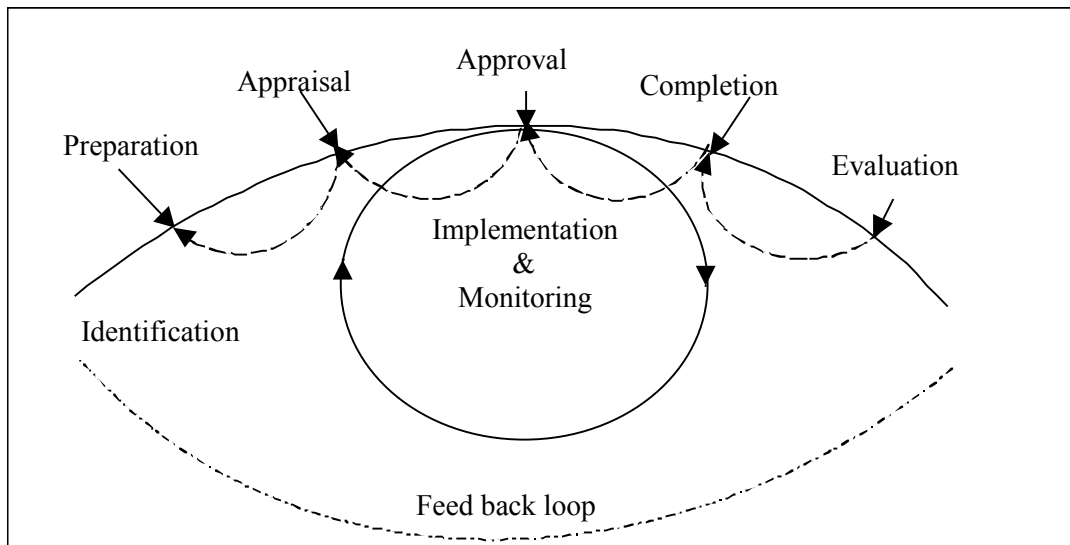 Approval
Appraisal
Completion
Preparation
Evaluation
Implementation
&
Monitoring
Identification
Feed back loop